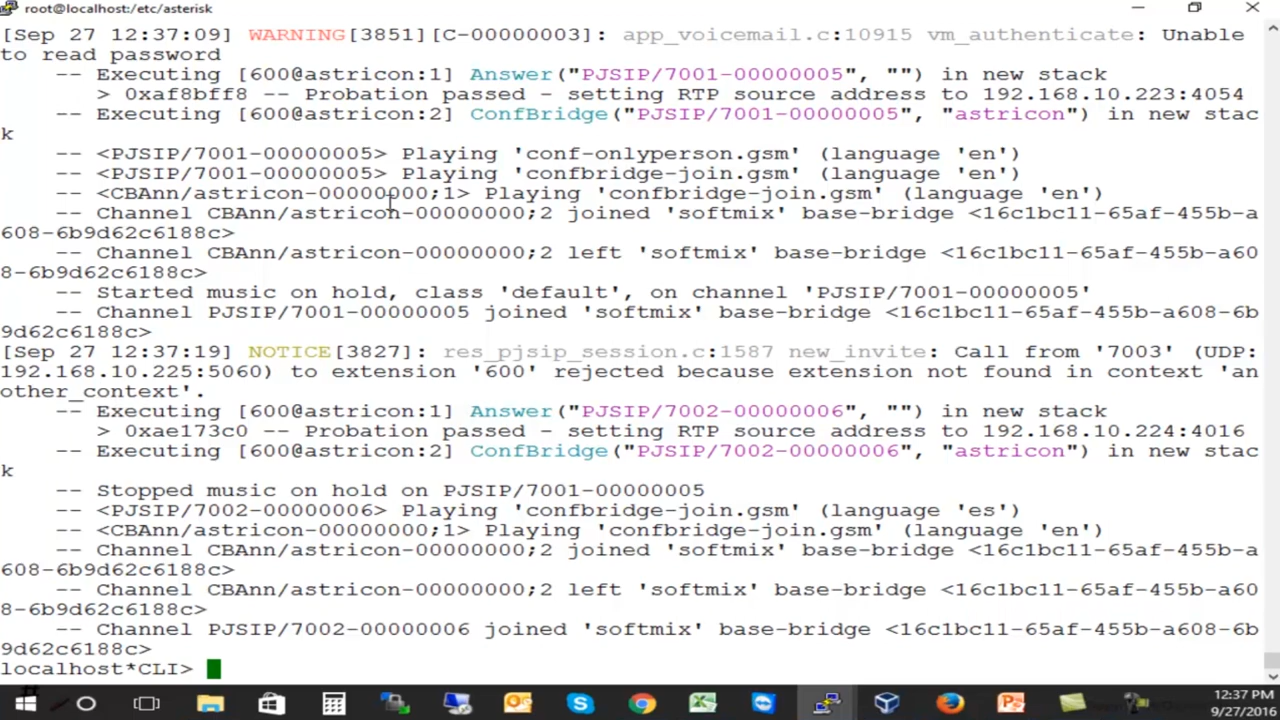 root@localhost:/etc/asterisk
[Sep 27 12:37:09] WARNING[3851][C-00000003]: app_voicemail.c:10915 vm_authenticate: Unable
to read password
    -- Executing [600@astricon:1] Answer("PJSIP/7001-00000005", "") in new stack
    > 0xaf8bff8 -- Probation passed - setting RTP source address to 192.168.10.223:4054
    -- Executing [600@astricon:2] ConfBridge("PJSIP/7001-00000005", "astricon") in new stac
k
    -- <PJSIP/7001-00000005> Playing 'conf-onlyperson.gsm' (language 'en')
    -- <PJSIP/7001-00000005> Playing 'confbridge-join.gsm' (language 'en')
    -- <CBAnn/astricon-00000000;1> Playing 'confbridge-join.gsm' (language 'en')
    -- Channel CBAnn/astricon-00000000;2 joined 'softmix' base-bridge <16c1bc11-65af-455b-a
608-6b9d62c6188c>
    -- Channel CBAnn/astricon-00000000;2 left 'softmix' base-bridge <16c1bc11-65af-455b-a60
8-6b9d62c6188c>
    -- Started music on hold, class 'default', on channel 'PJSIP/7001-00000005'
    -- Channel PJSIP/7001-00000005 joined 'softmix' base-bridge <16c1bc11-65af-455b-a608-6b
9d62c6188c>
[Sep 27 12:37:19] NOTICE[3827]: res_pjsip_session.c:1587 new_invite: Call from '7003' (UDP:
192.168.10.225:5060) to extension '600' rejected because extension not found in context 'an
other_context'.
    -- Executing [600@astricon:1] Answer("PJSIP/7002-00000006", "") in new stack
    > 0xae173c0 -- Probation passed - setting RTP source address to 192.168.10.224:4016
    -- Executing [600@astricon:2] ConfBridge("PJSIP/7002-00000006", "astricon") in new stac
k
    -- Stopped music on hold on PJSIP/7001-00000005
    -- <PJSIP/7002-00000006> Playing 'confbridge-join.gsm' (language 'es')
    -- <CBAnn/astricon-00000000;1> Playing 'confbridge-join.gsm' (language 'en')
    -- Channel CBAnn/astricon-00000000;2 joined 'softmix' base-bridge <16c1bc11-65af-455b-a
608-6b9d62c6188c>
    -- Channel CBAnn/astricon-00000000;2 left 'softmix' base-bridge <16c1bc11-65af-455b-a60
8-6b9d62c6188c>
    -- Channel PJSIP/7002-00000006 joined 'softmix' base-bridge <16c1bc11-65af-455b-a608-6b
9d62c6188c>
localhost*CLI>
12:37 PM
9/27/2016